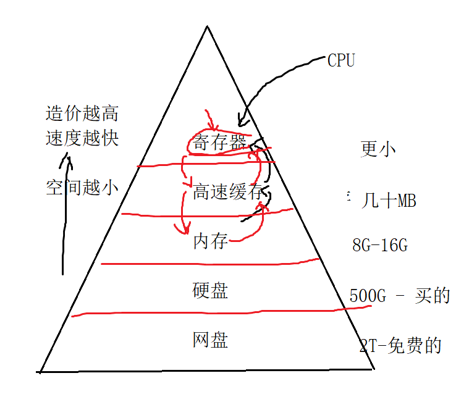 CPU
造价越高
速度越快
寄存器
更小
空间越小
高速缓存
几十MB
内存
8G-16G
硬盘
500G - 买的
网盘
2T-免费的